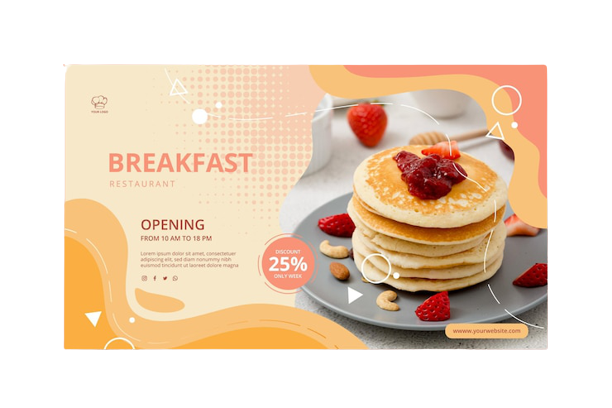 YOUR LOGO
BREAKFAST
RESTAURANT
OPENING
FROM 10 AM TO 18 PM
Lorem ipsum dolor sit amet, consectetuer
adipiscing elit, sed diam nonummy nibh
euismod tincidunt ut laoreet dolore magna
DISCOUNT
25%
ONLY WEEK
www.yourwebsite.com